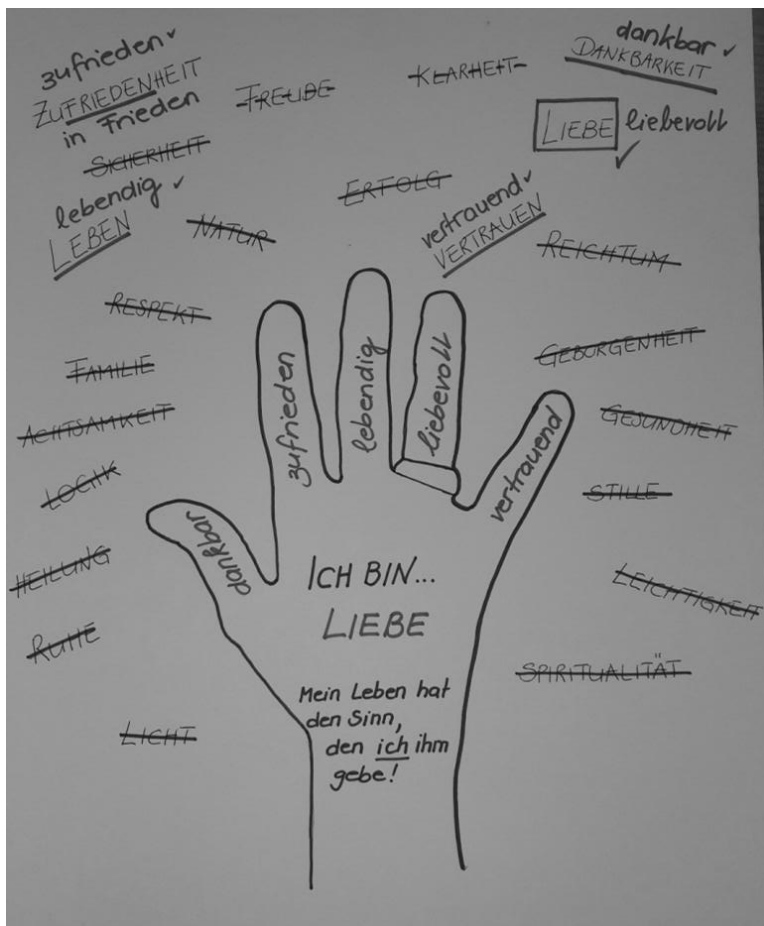 zufrieden
ZUFRIEDENHEIT
in Frieden
SICHERHEIT
lebendig
LEBEN
FREUDE
KLARHEIT
dankbar
DANKBARKEIT
LIEBE liebevoll
NATUR
ERFOLG
vertrauend
VERTRAUEN
REICHTUM
RESPEKT
FAMILIE
ACHTSAMKEIT
LOGIK
HEILUNG
RUHE
LICHT
GEBORGENHEIT
GESUNDHEIT
STILLE
LEICHTIGKEIT
SPIRITUALITÄT
dankbar
zufrieden
lebendig
liebevoll
vertrauend
ICH BIN...
LIEBE
Mein Leben hat
den Sinn,
den ich ihm
gebe!